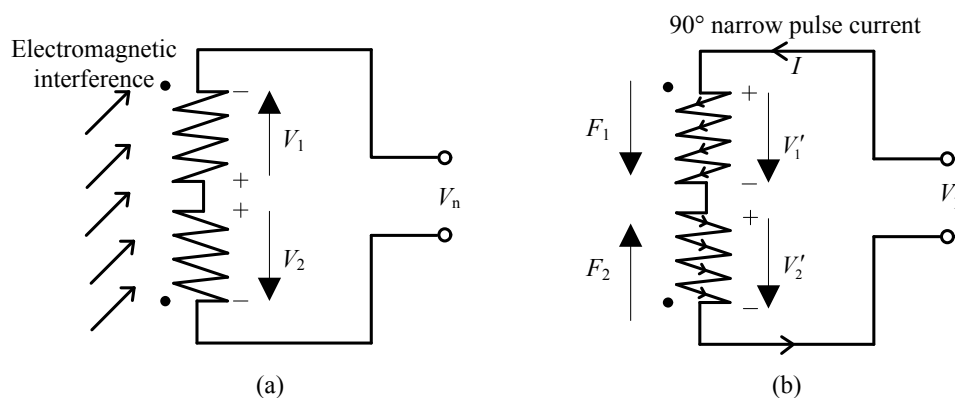 Electromagnetic
interference
−
V1
+
+
V2
−
Vn
(a)
90° narrow pulse current
I
+
F1
V1′
−
+
F2
V2′
−
V
(b)